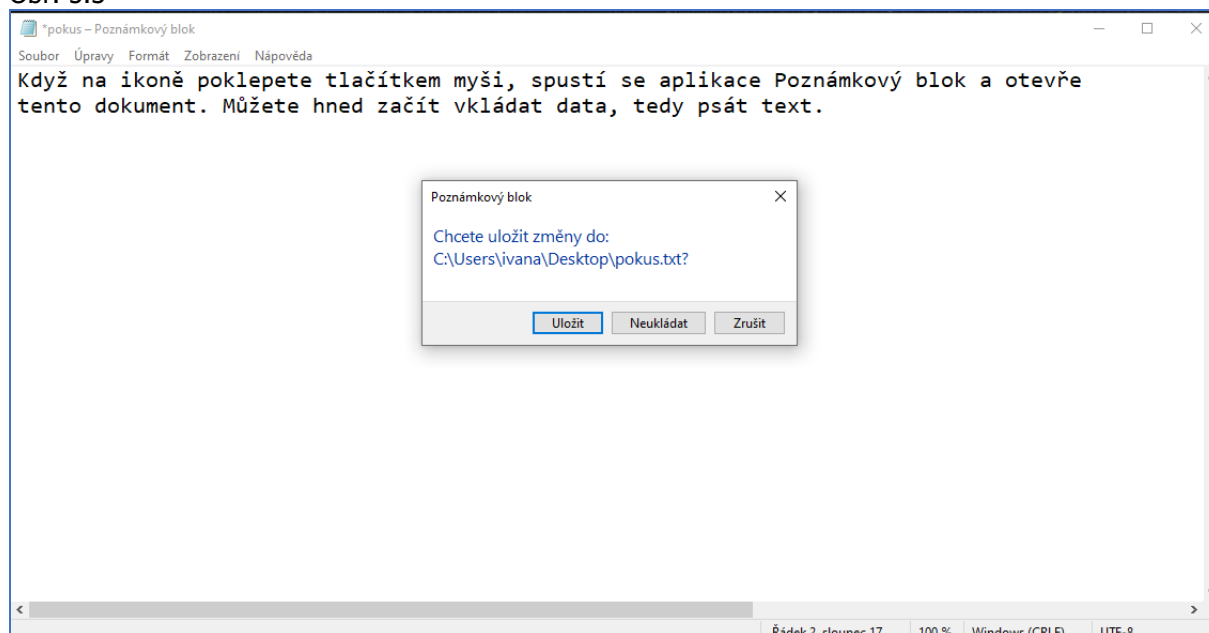 *pokus – Poznámkový blok
Soubor Úpravy Formát Zobrazení Nápověda
Když na ikoně poklepete tlačítkem myši, spustí se aplikace Poznámkový blok a otevře
tento dokument. Můžete hned začít vkládat data, tedy psát text.
Poznámkový blok
Chcete uložit změny do:
C:\Users\ivana\Desktop\pokus.txt?
Uložit Neukládat Zrušit
Řádek 2, sloupec 17 100 % Windows (CRLF) UTF-8